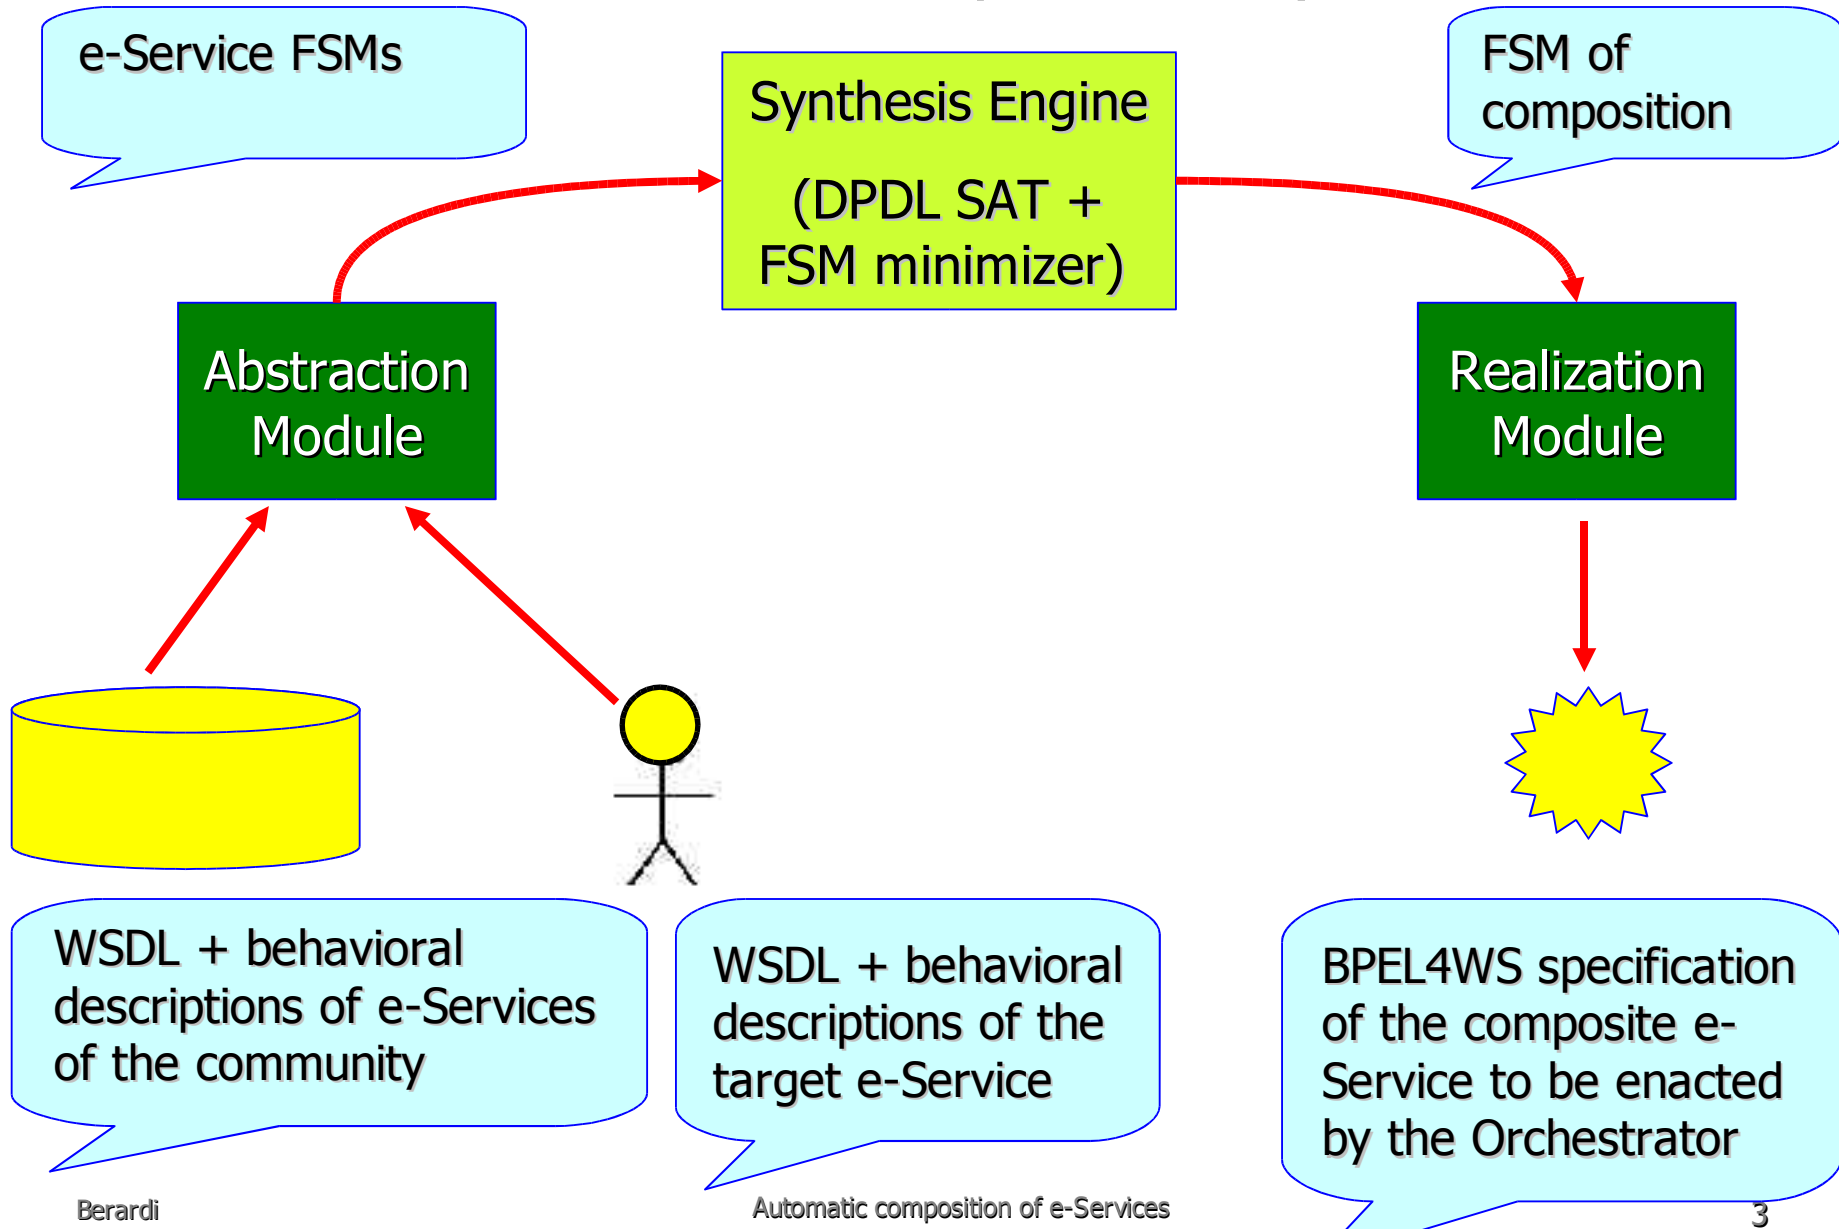 e-Service FSMs
Synthesis Engine
(DPDL SAT +
FSM minimizer)
FSM of
composition
Abstraction
Module
Realization
Module
WSDL + behavioral
descriptions of e-Services
of the community
WSDL + behavioral
descriptions of the
target e-Service
BPEL4WS specification
of the composite e-
Service to be enacted
by the Orchestrator
Berardi
Automatic composition of e-Services
3